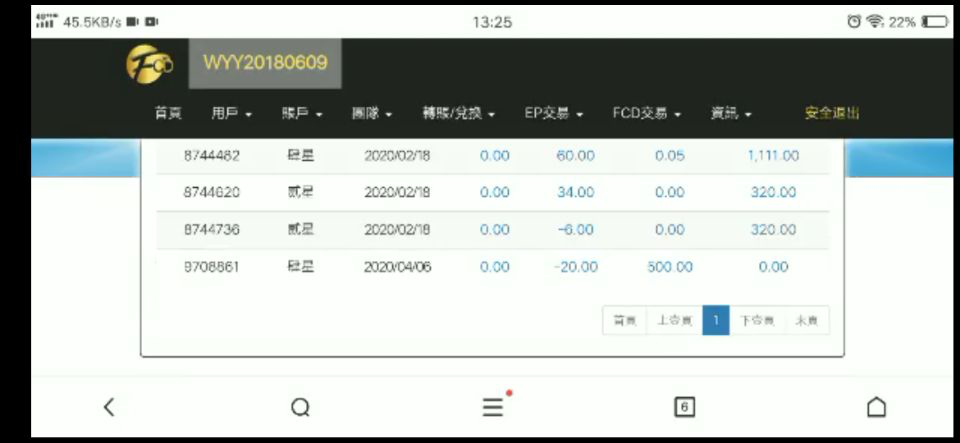 45.5KB/s 13:25 22%
FCD WYY20180609
首頁 用戶 賬戶 團隊 轉賬/兌換 EP交易 FCD交易 資訊 安全退出
8744482 肆星 2020/02/18 0.00 60.00 0.05 1,111.00
8744620 贰星 2020/02/18 0.00 34.00 0.00 320.00
8744736 贰星 2020/02/18 0.00 -6.00 0.00 320.00
9708861 肆星 2020/04/06 0.00 -20.00 500.00 0.00
首頁 上壹頁 1 下壹頁 末頁
6